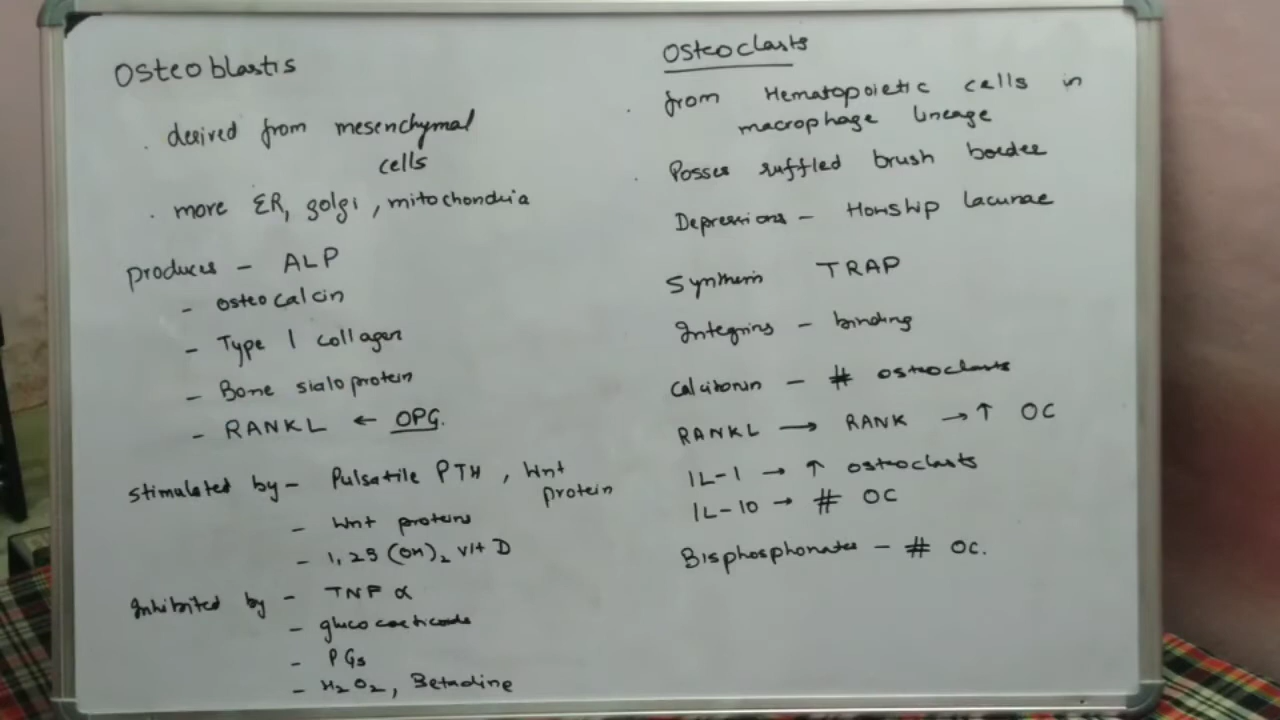 Osteoblastis
. derived from mesenchymal
cells
. more ER, golgi, mitochondria
produces - ALP
- osteocalcin
- Type 1 collagen
- Bone sialoprotein
- RANKL ← OPG.
stimulated by - Pulsatile PTH, Wnt
protein
- Wnt proteins
- 1,25 (OH)2 vit D
Inhibited by - TNF α
- glucocorticoids
- PGs
- H2O2, Betadine
Osteoclasts
. from Hematopoietic cells in
macrophage lineage
. Posses ruffled brush border
Depressions - Howship lacunae
Synthesis TRAP
Integrins - binding
Calcitonin - # osteoclasts
RANKL → RANK → ↑ OC
IL-1 → ↑ osteoclasts
IL-10 → # OC
Bisphosphonates - # OC.